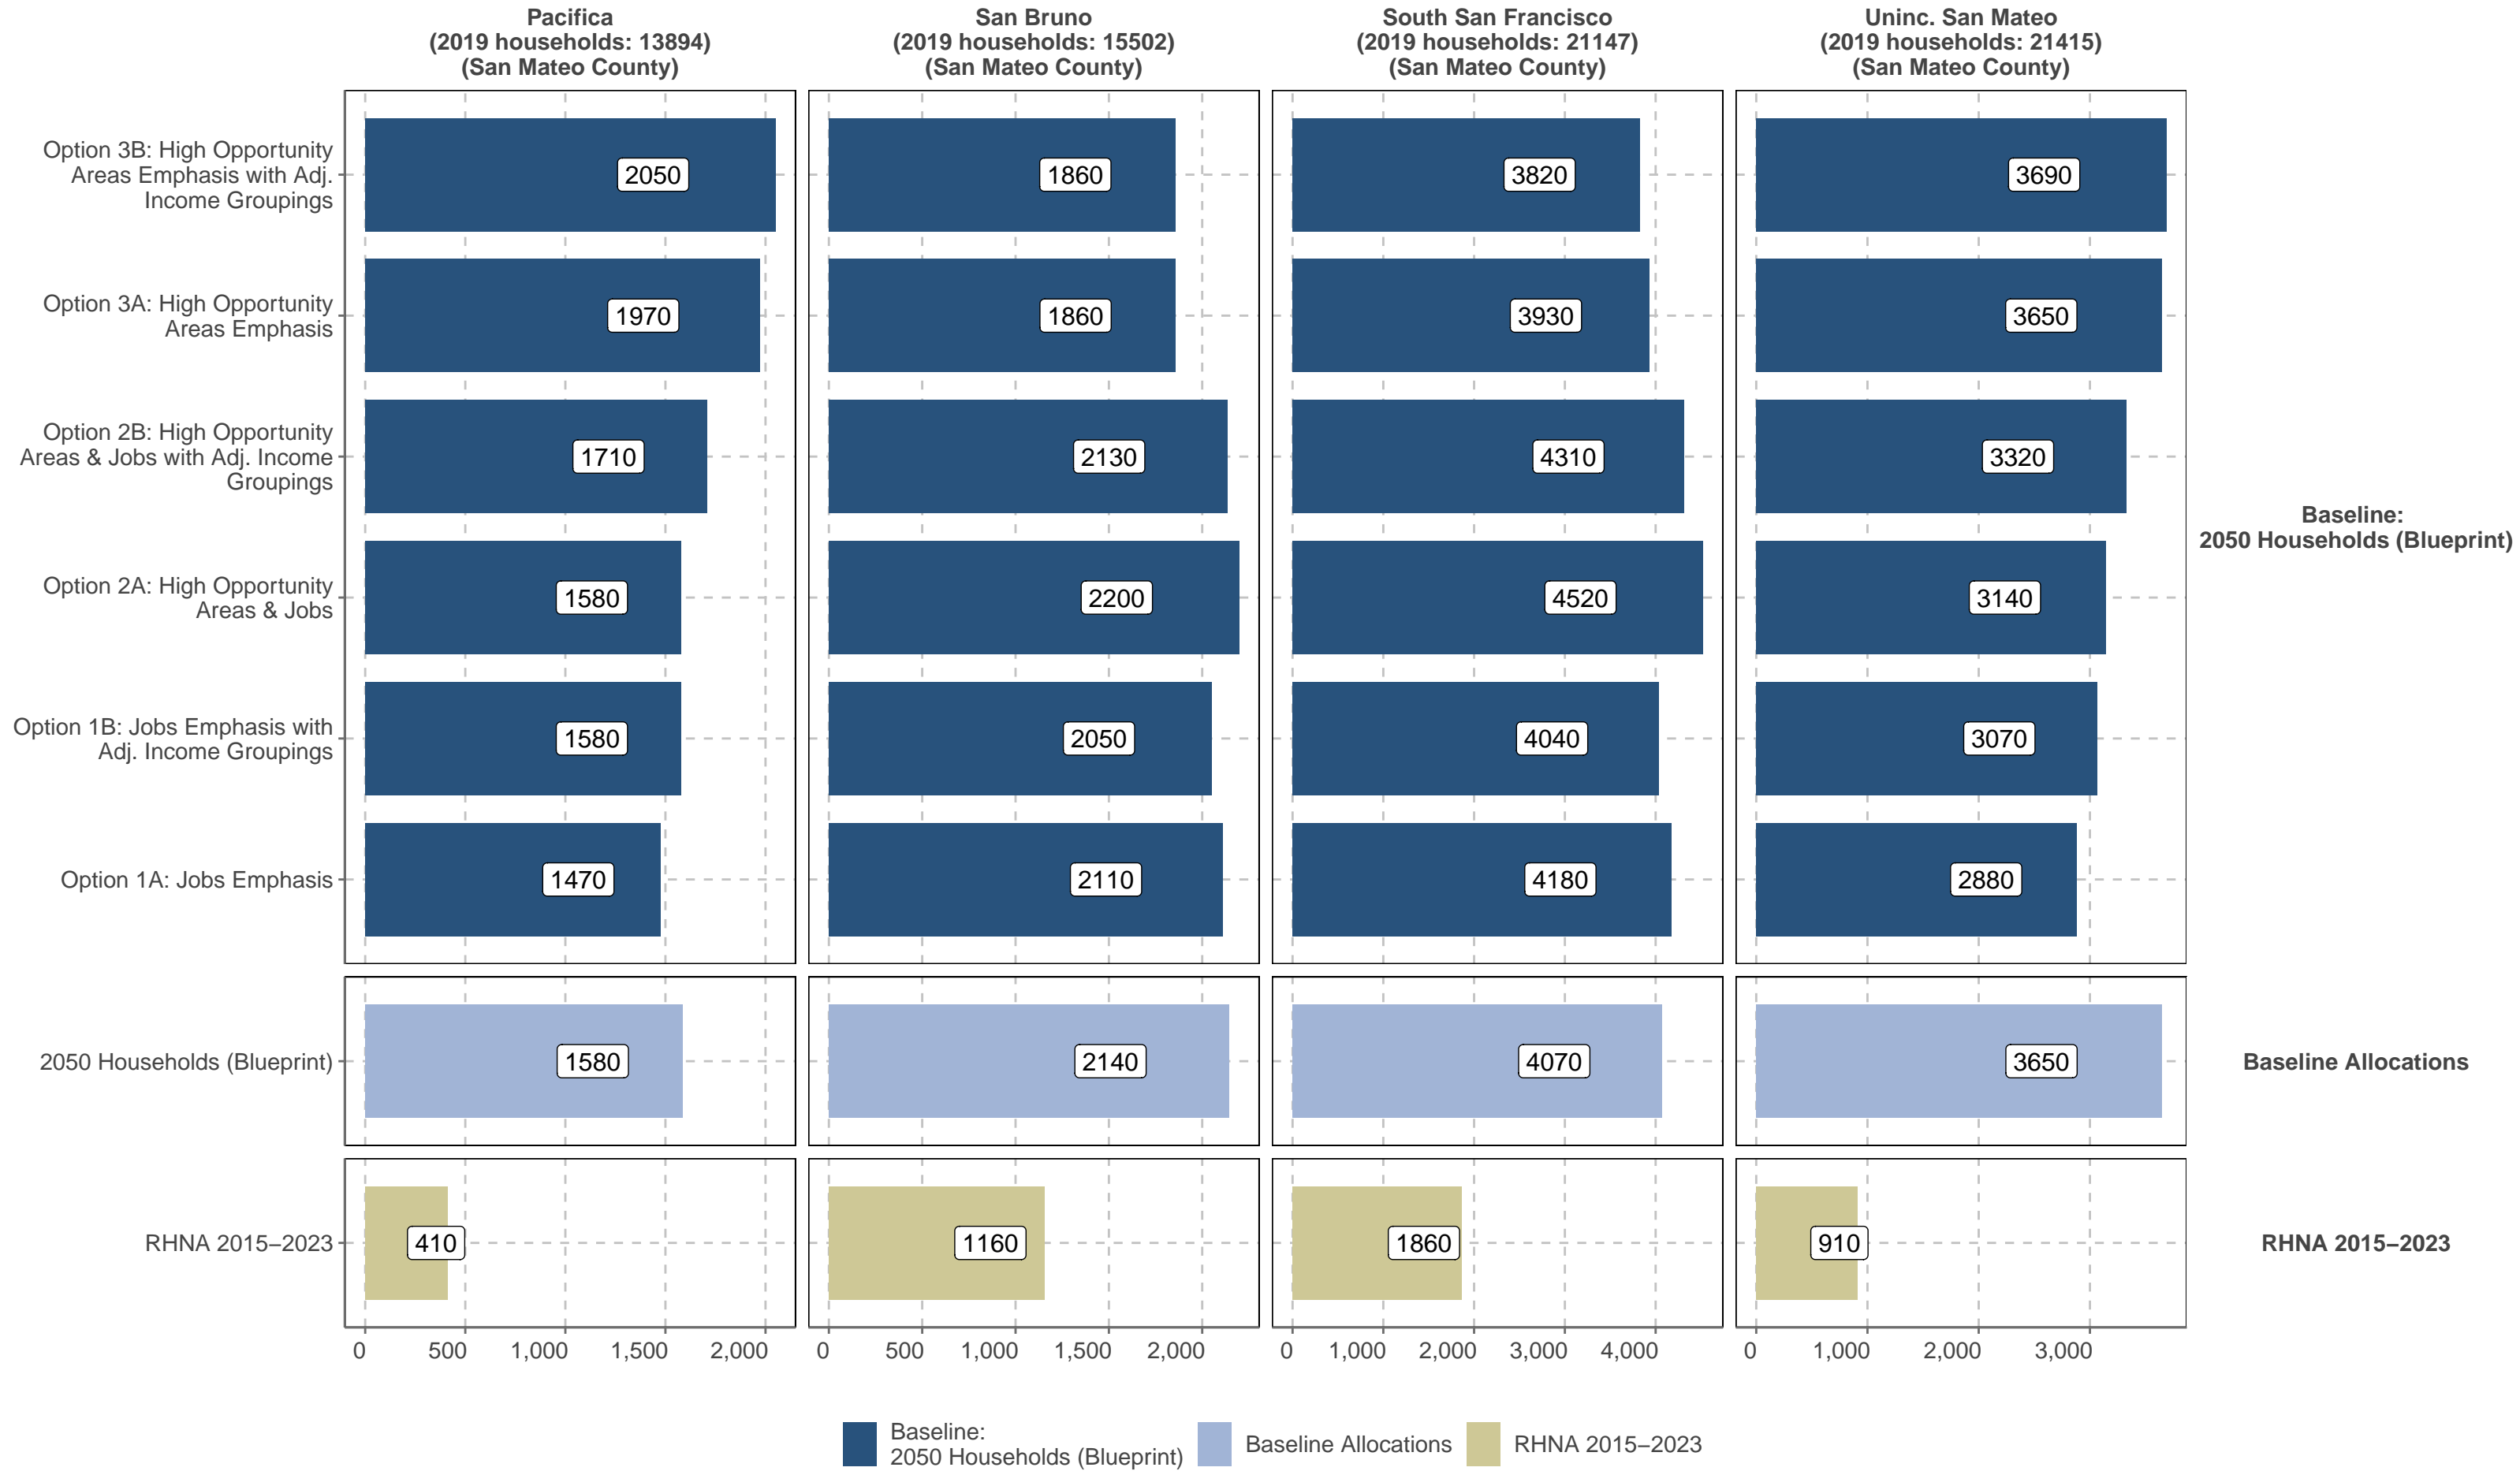 Pacifica
(2019 households: 13894)
(San Mateo County)
San Bruno
(2019 households: 15502)
(San Mateo County)
South San Francisco
(2019 households: 21147)
(San Mateo County)
Uninc. San Mateo
(2019 households: 21415)
(San Mateo County)
Option 3B: High Opportunity
Areas Emphasis with Adj.
Income Groupings
2050
1860
3820
3690
Option 3A: High Opportunity
Areas Emphasis
1970
1860
3930
3650
Option 2B: High Opportunity
Areas & Jobs with Adj. Income
Groupings
1710
2130
4310
3320
Baseline:
2050 Households (Blueprint)
Option 2A: High Opportunity
Areas & Jobs
1580
2200
4520
3140
Option 1B: Jobs Emphasis with
Adj. Income Groupings
1580
2050
4040
3070
Option 1A: Jobs Emphasis
1470
2110
4180
2880
2050 Households (Blueprint)
1580
2140
4070
3650
Baseline Allocations
RHNA 2015−2023
410
1160
1860
910
RHNA 2015−2023
0 500 1,000 1,500 2,000
0 500 1,000 1,500 2,000
0 1,000 2,000 3,000 4,000
0 1,000 2,000 3,000
Baseline:
2050 Households (Blueprint)
Baseline Allocations
RHNA 2015−2023